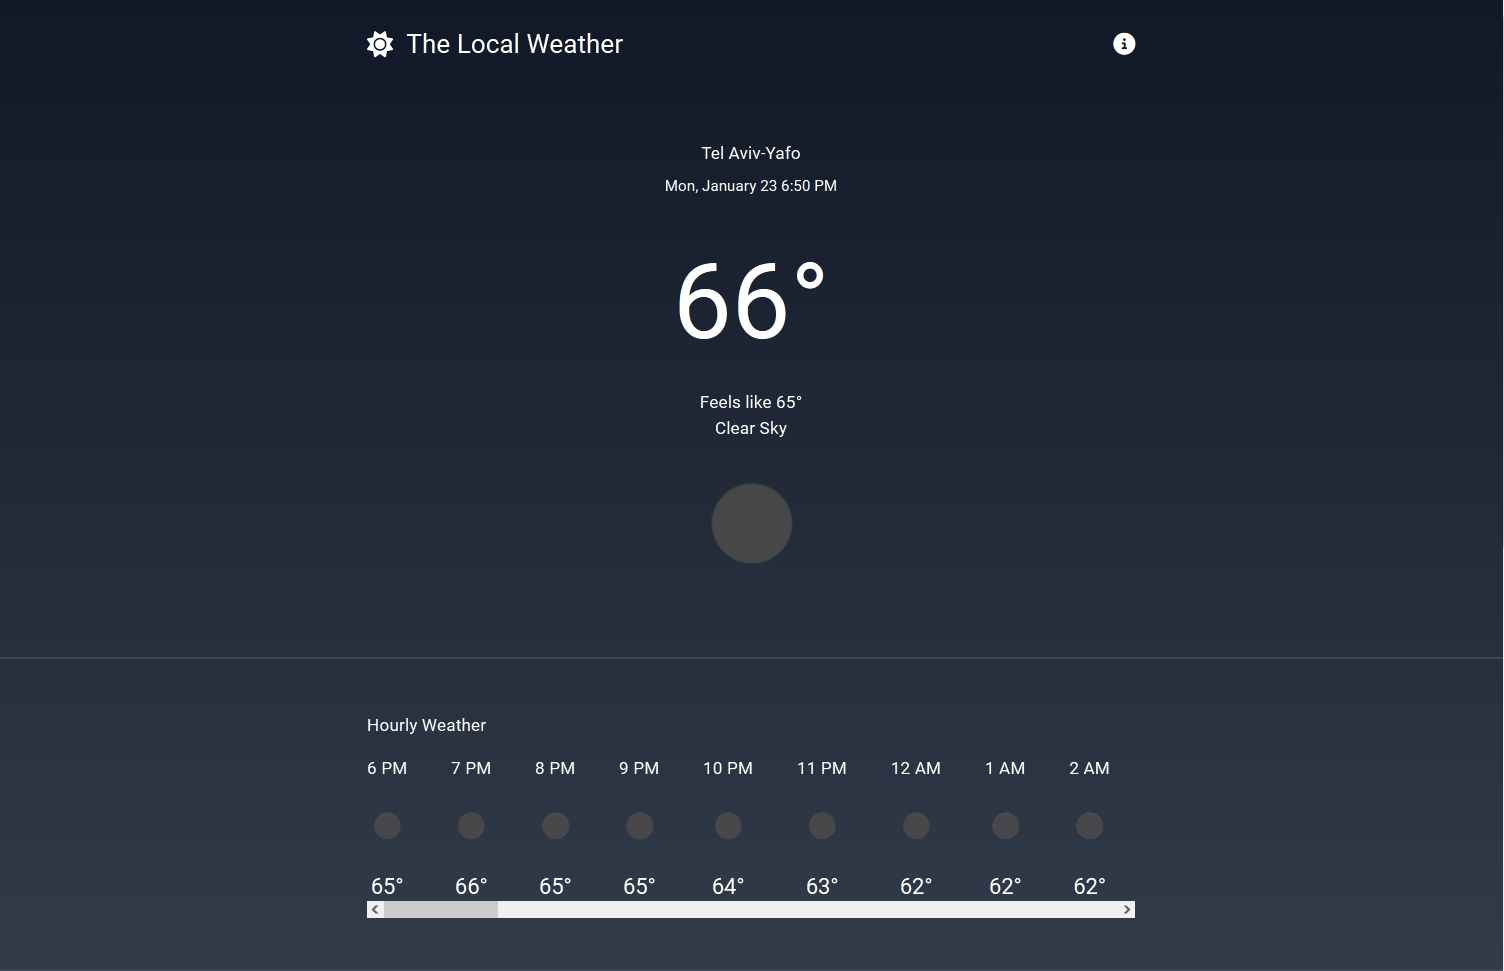 The Local Weather
Tel Aviv-Yafo
Mon, January 23 6:50 PM
66°
Feels like 65°
Clear Sky
Hourly Weather
6 PM 7 PM 8 PM 9 PM 10 PM 11 PM 12 AM 1 AM 2 AM
65° 66° 65° 65° 64° 63° 62° 62° 62°